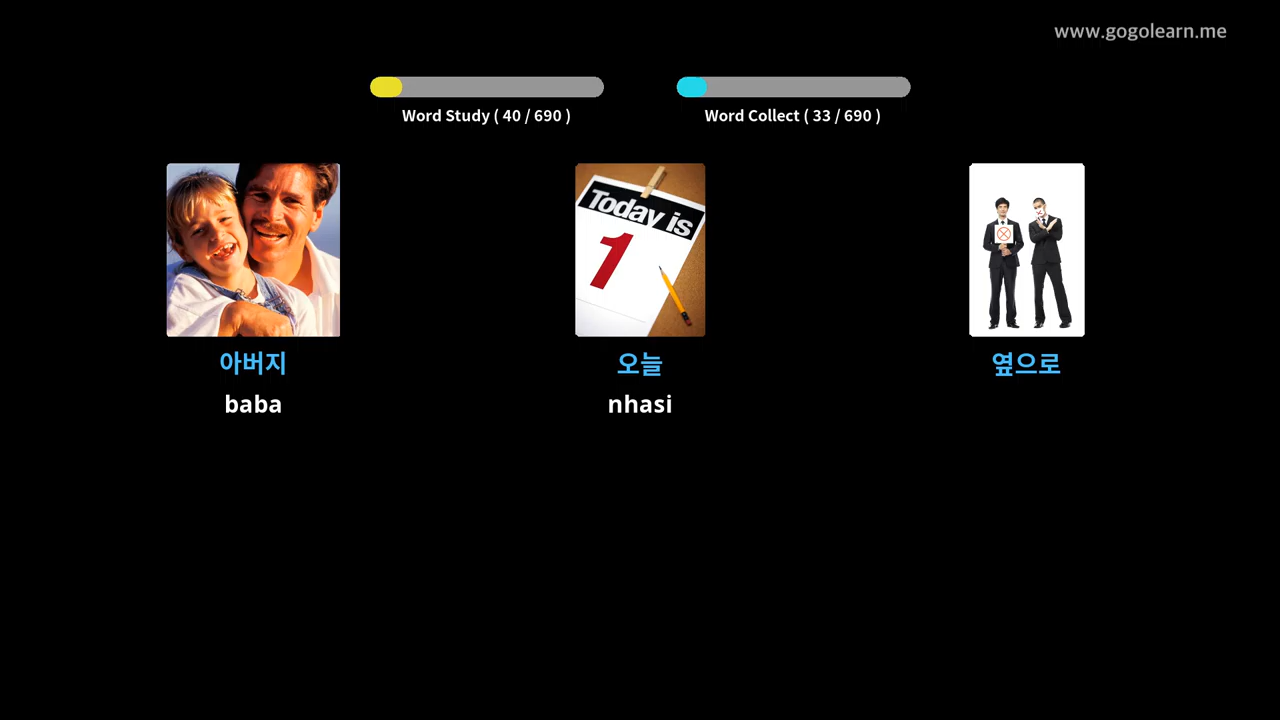 www.gogolearn.me
Word Study ( 40 / 690 )
Word Collect ( 33 / 690 )
Today is
1
아버지
오늘
옆으로
baba
nhasi